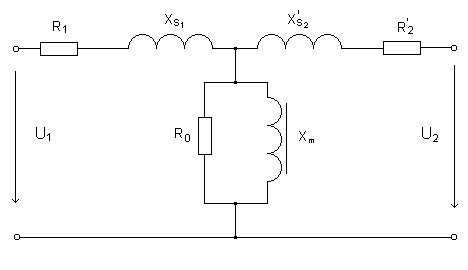 R₁ Xₛ₁ X'ₛ₂ R'₂
U₁ R₀ Xₘ U₂